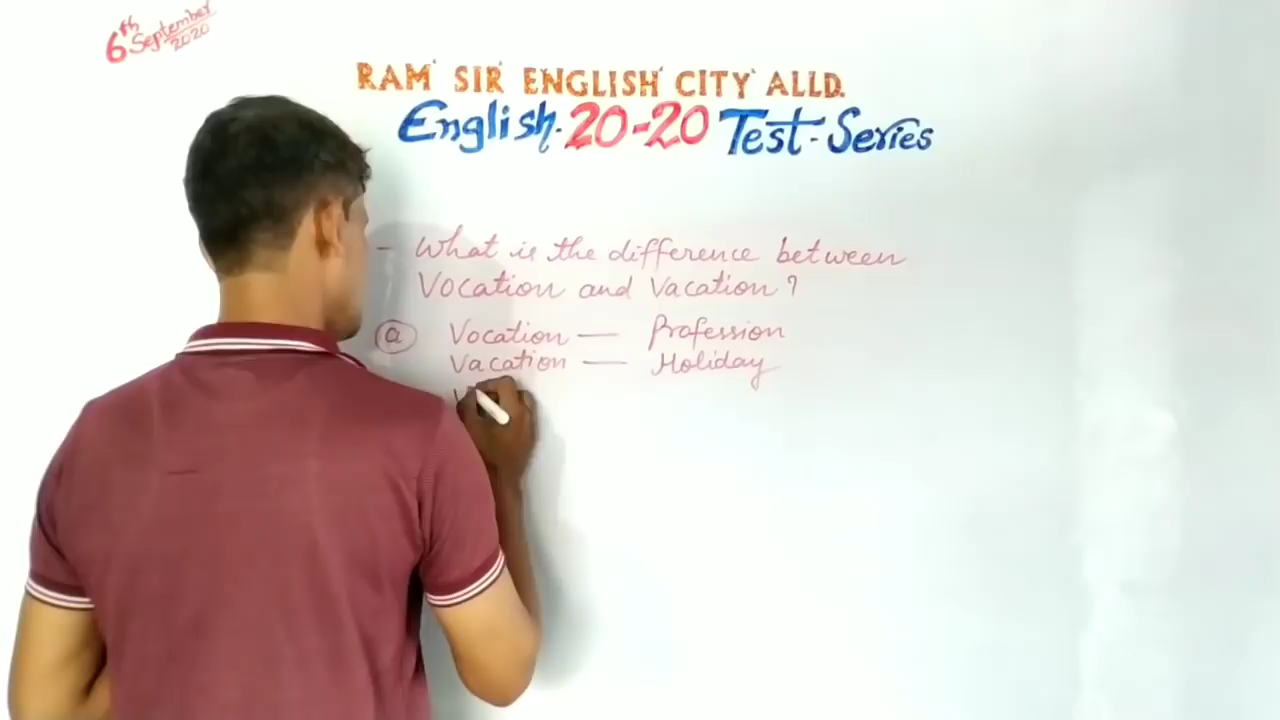 6th September 2020
RAM SIR ENGLISH CITY ALLD.
English. 20-20 Test-Series
- What is the difference between
Vocation and Vacation?
(a) Vocation — Profession
Vacation — Holiday